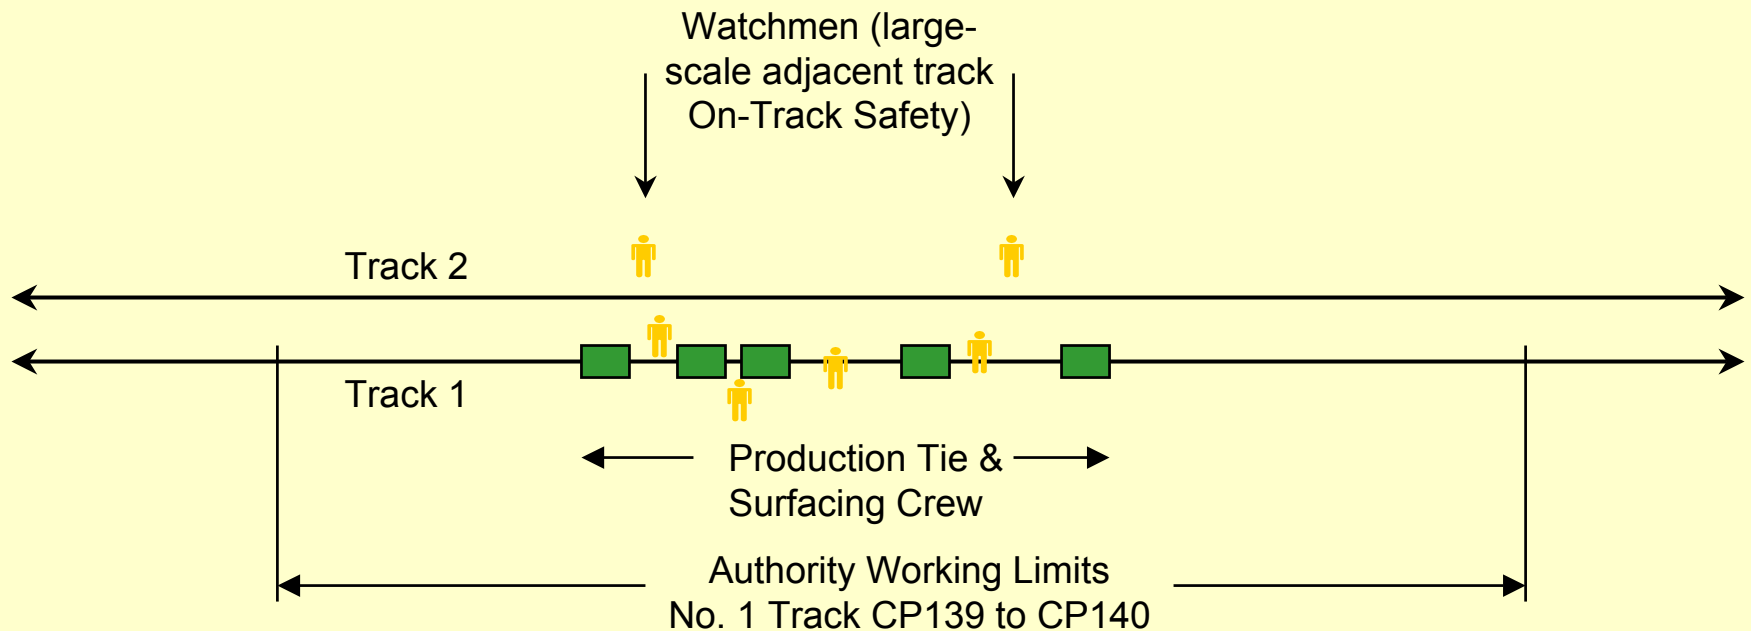 Watchmen (large-
scale adjacent track
On-Track Safety)
Track 2
Track 1
Production Tie &
Surfacing Crew
Authority Working Limits
No. 1 Track CP139 to CP140